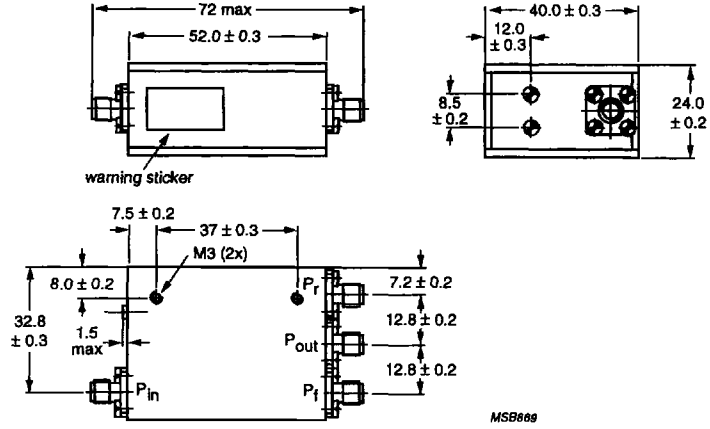 72 max
52.0 ± 0.3
warning sticker
40.0 ± 0.3
12.0
± 0.3
8.5
± 0.2
24.0
± 0.2
7.5 ± 0.2
37 ± 0.3
M3 (2x)
8.0 ± 0.2
32.8
± 0.3
1.5
max
Pr
Pout
Pin
Pf
7.2 ± 0.2
12.8 ± 0.2
12.8 ± 0.2
MSB869